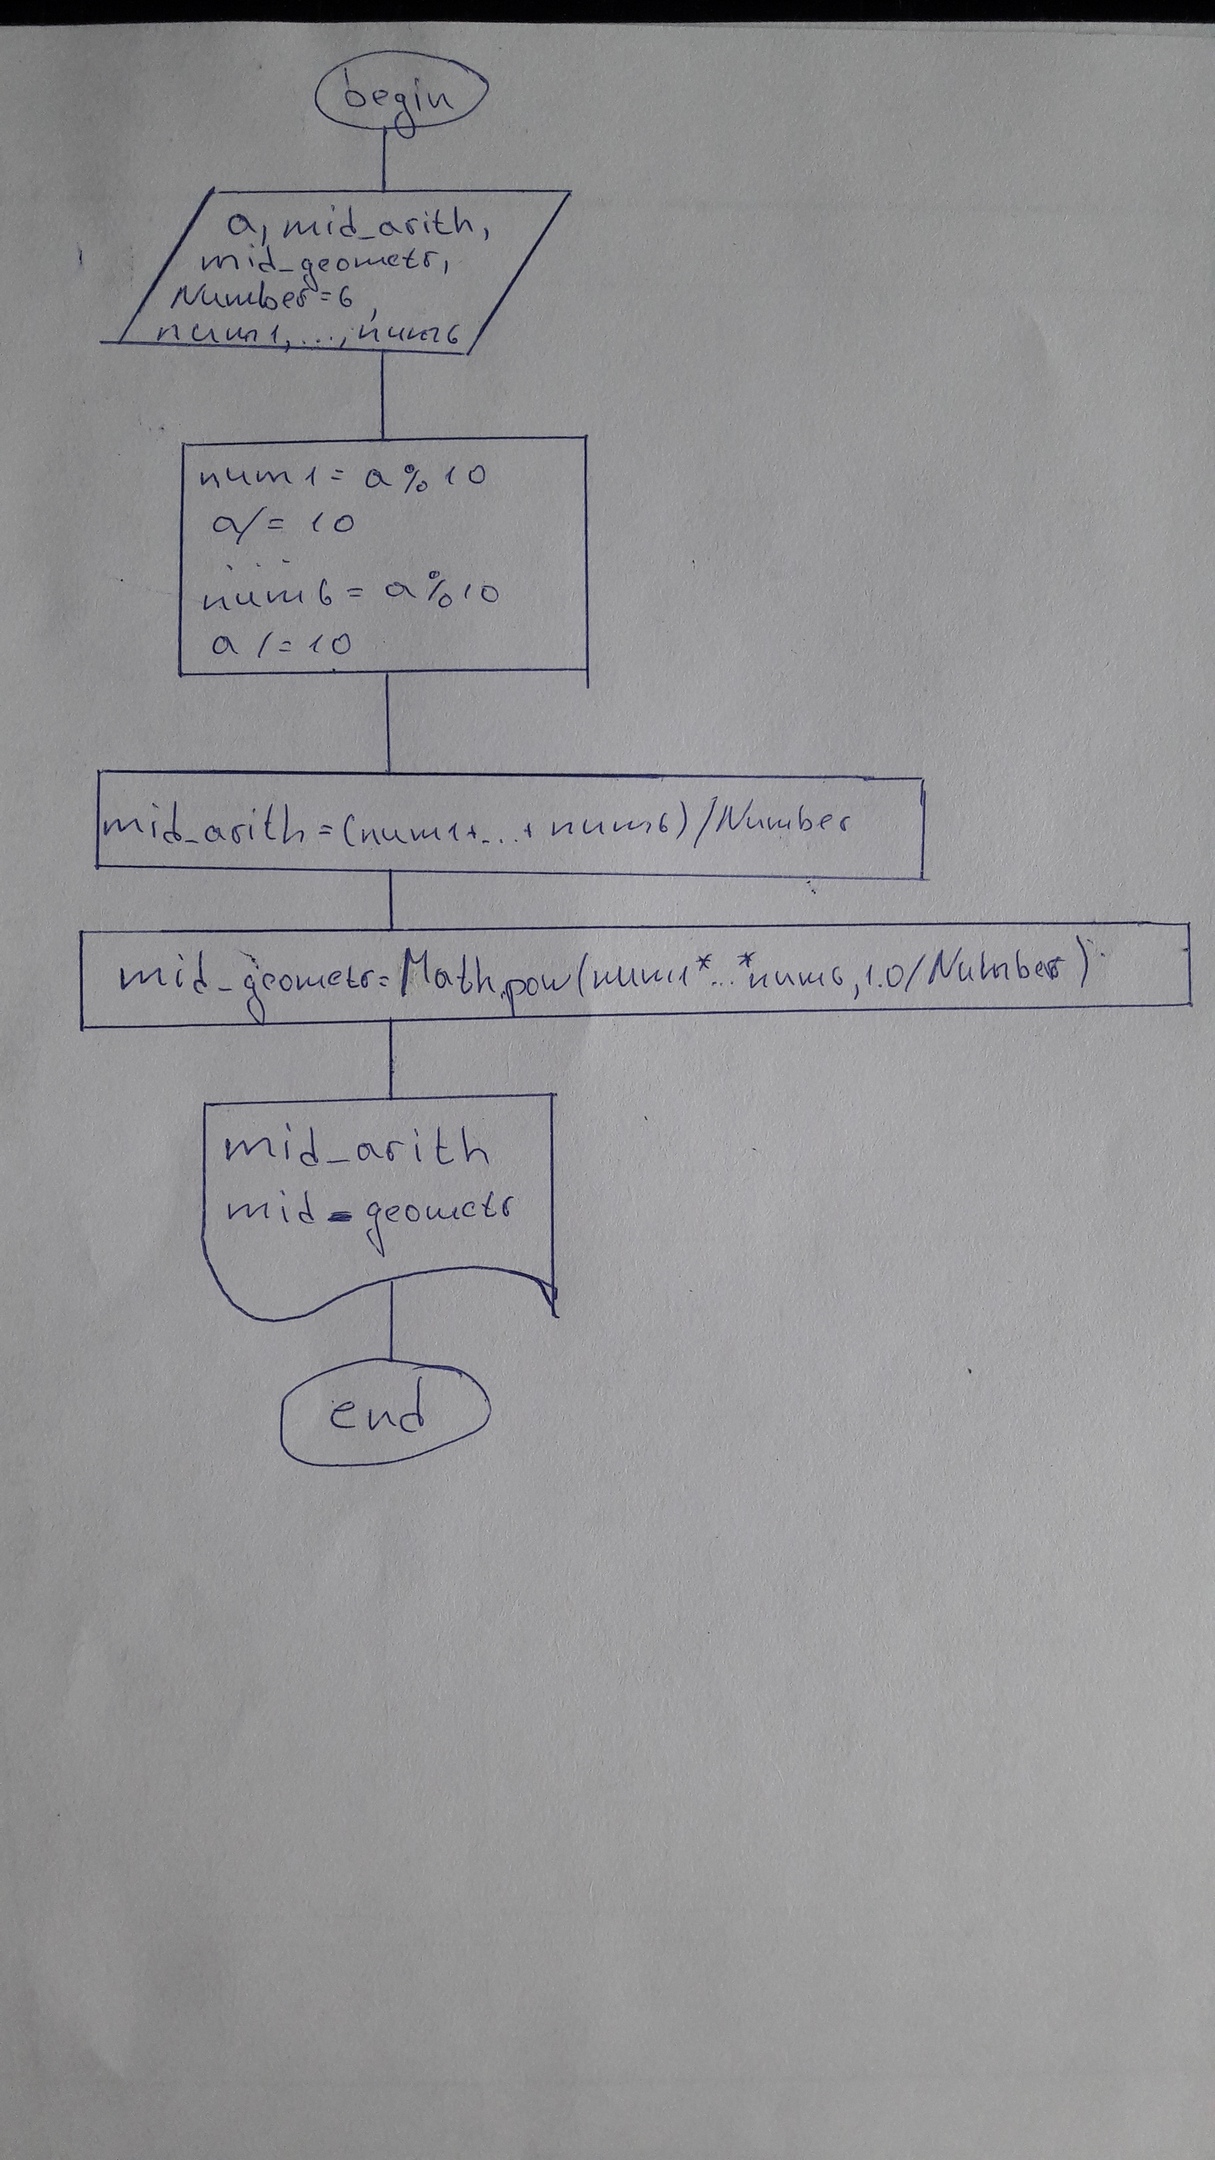 begin
a, mid_arith,
mid_geometr,
Number=6,
num1,...,num6
num1=a%10
a/=10
...
num6=a%10
a/=10
mid_arith=(num1+...+num6)/Number
mid_geometr=Math.pow(num1*...*num6,1.0/Number)
mid_arith
mid_geometr
end